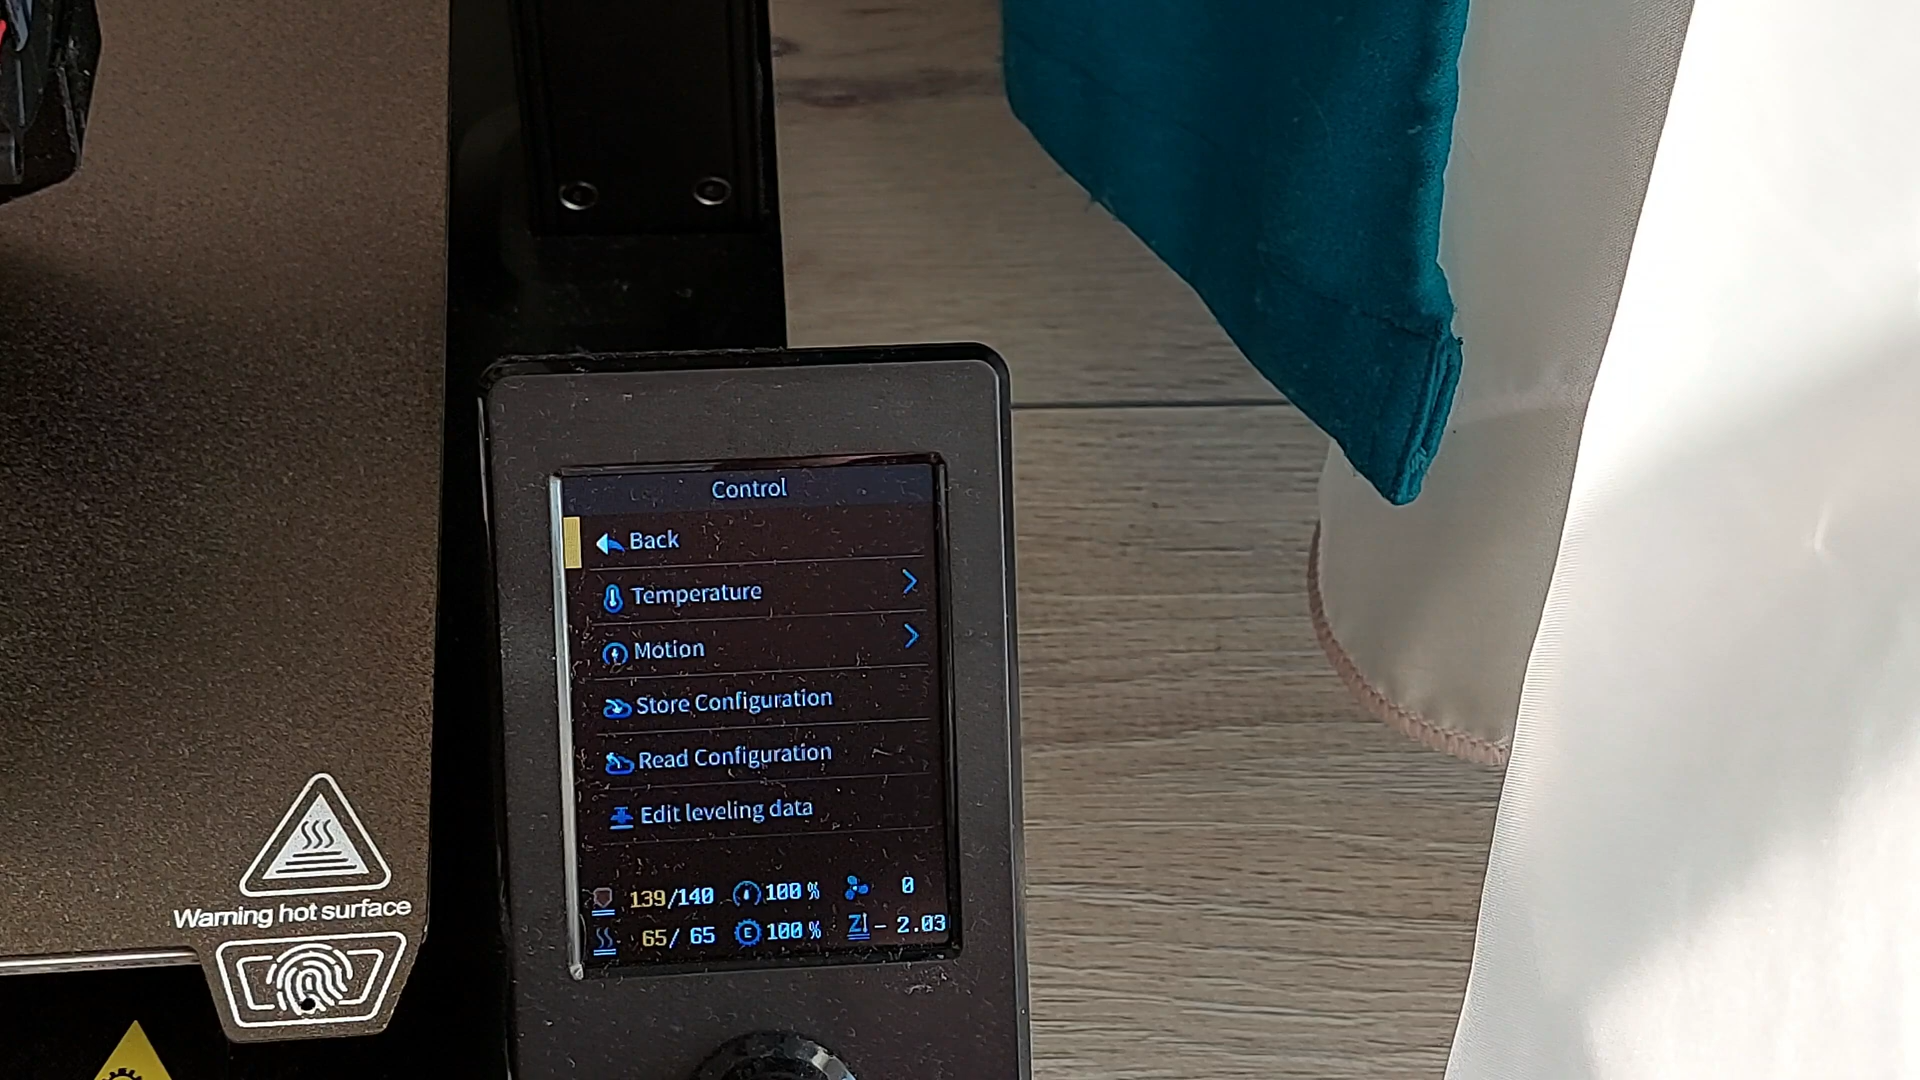 Control
Back
Temperature
Motion
Store Configuration
Read Configuration
Edit leveling data
139/140 100 % 0
65/ 65 E 100 % Z - 2.03
Warning hot surface